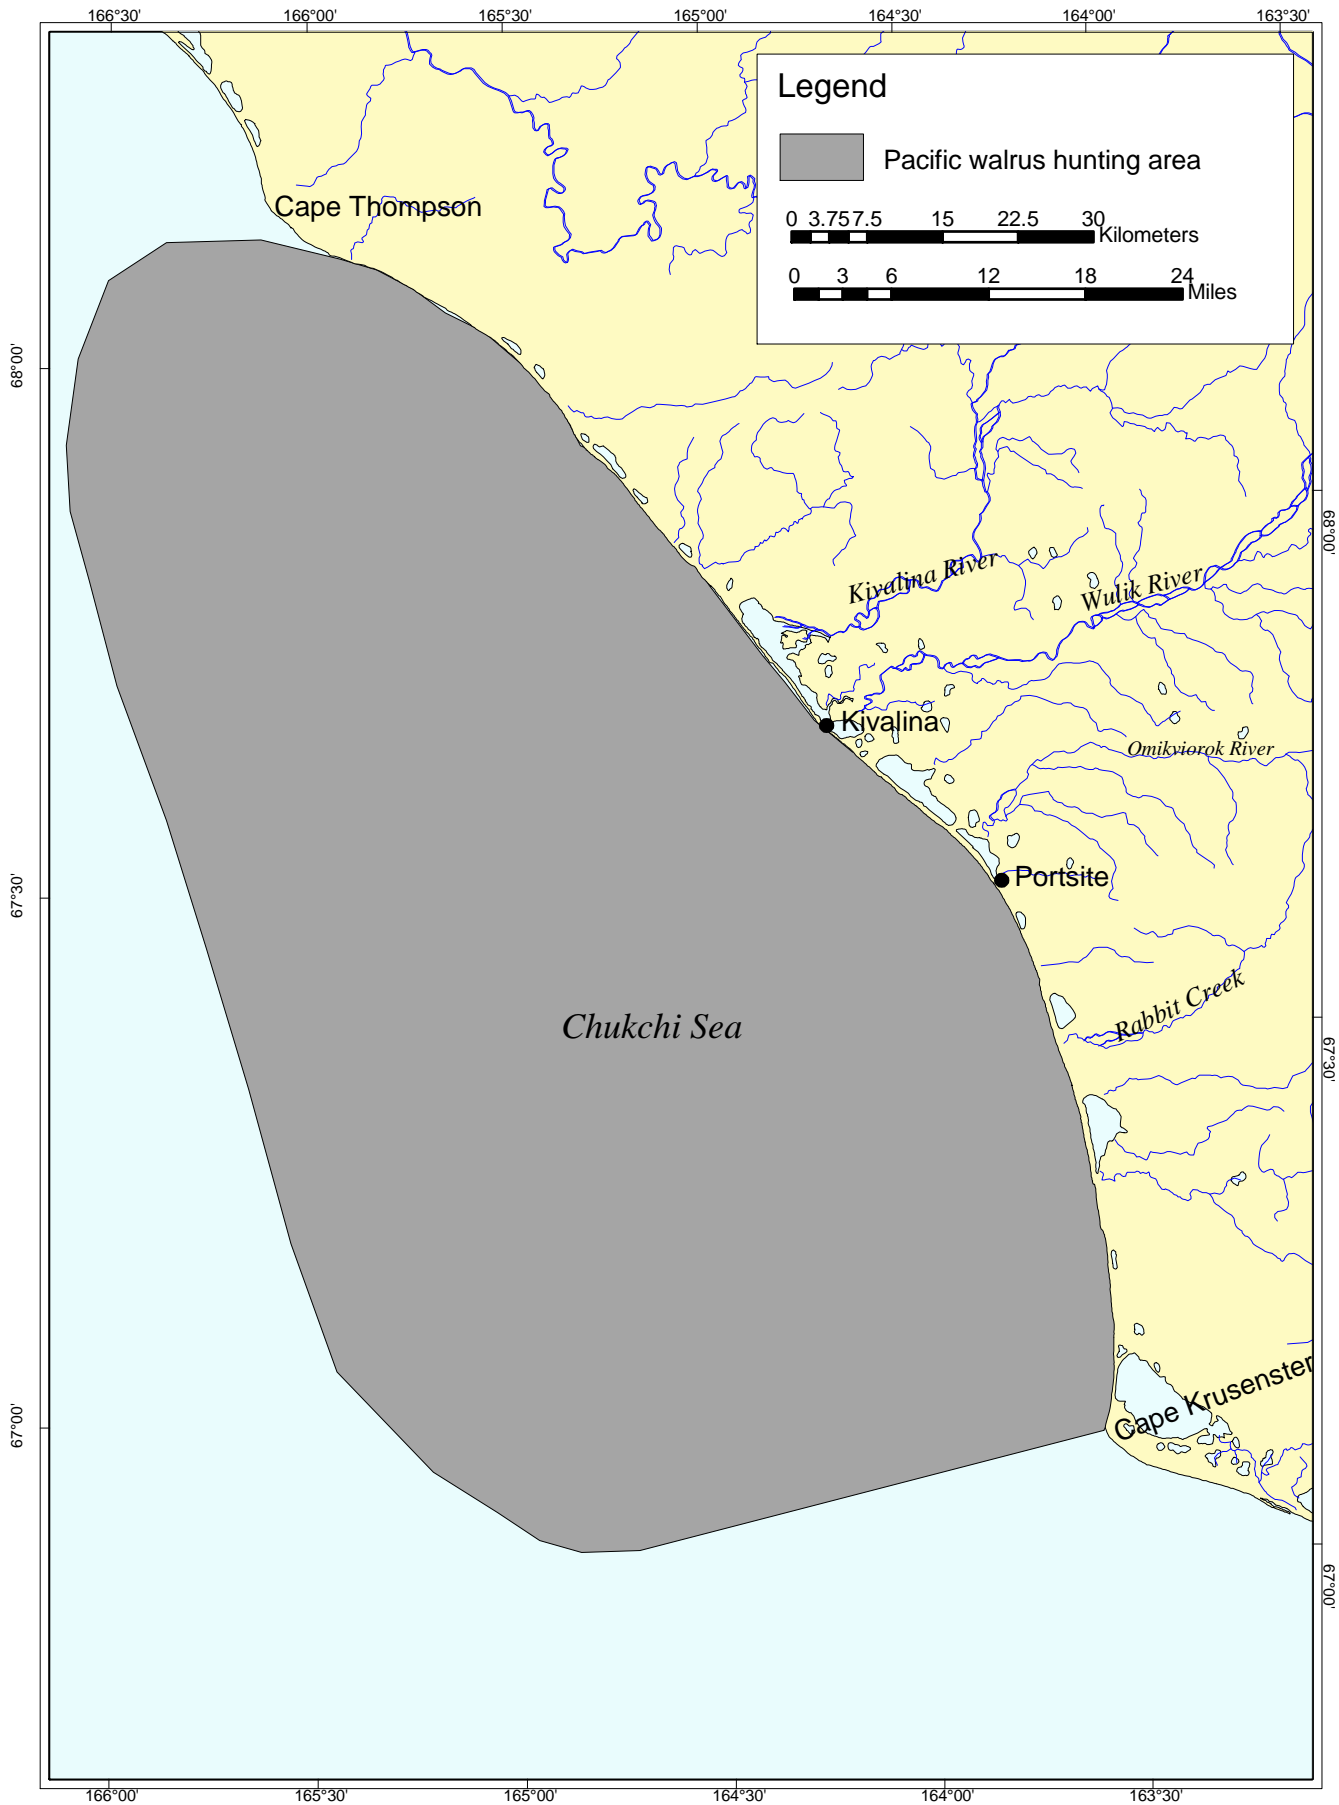 166°30' 166°00' 165°30' 165°00' 164°30' 164°00' 163°30'
Legend
Pacific walrus hunting area
0 3.75 7.5 15 22.5 30
Kilometers
0 3 6 12 18 24
Miles
Cape Thompson
68°00'
68°00'
Kivalina River
Wulik River
Kivalina
Omikviorok River
Portsite
67°30'
Rabbit Creek
Chukchi Sea
67°30'
Cape Krusenster
67°00'
67°00'
166°00' 165°30' 165°00' 164°30' 164°00' 163°30'